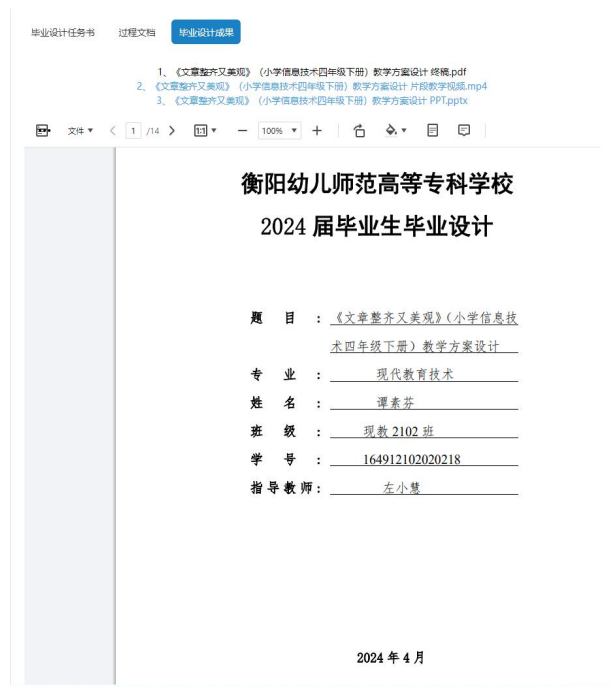 毕业设计任务书 过程文档 毕业设计成果
1、《文章整齐又美观》（小学信息技术四年级下册）教学方案设计 终稿.pdf
2、《文章整齐又美观》（小学信息技术四年级下册）教学方案设计 片段教学视频.mp4
3、《文章整齐又美观》（小学信息技术四年级下册）教学方案设计 PPT.pptx
文件 1 /14 1:1 100%
衡阳幼儿师范高等专科学校
2024 届毕业生毕业设计
题 目 ：《文章整齐又美观》（小学信息技
术四年级下册）教学方案设计
专 业 ： 现代教育技术
姓 名 ： 谭素芬
班 级 ： 现教 2102 班
学 号 ： 164912102020218
指导教师： 左小慧
2024 年 4 月